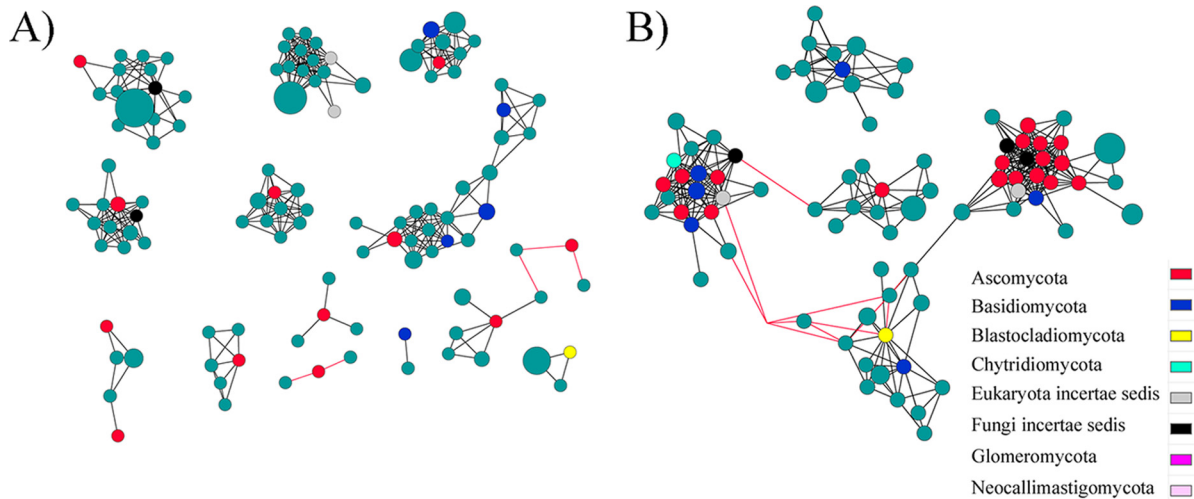 A)
B)
Ascomycota
Basidiomycota
Blastocladiomycota
Chytridiomycota
Eukaryota incertae sedis
Fungi incertae sedis
Glomeromycota
Neocallimastigomycota